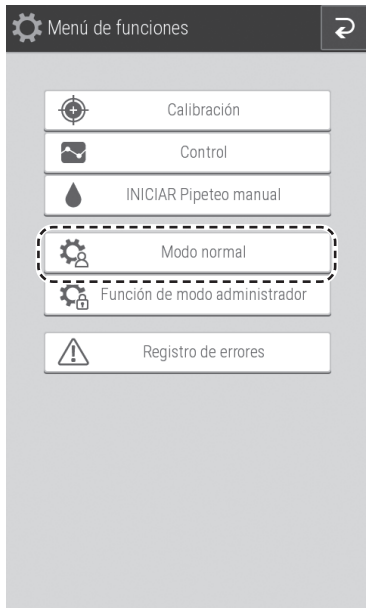 Menú de funciones
Calibración
Control
INICIAR Pipeteo manual
Modo normal
Función de modo administrador
Registro de errores